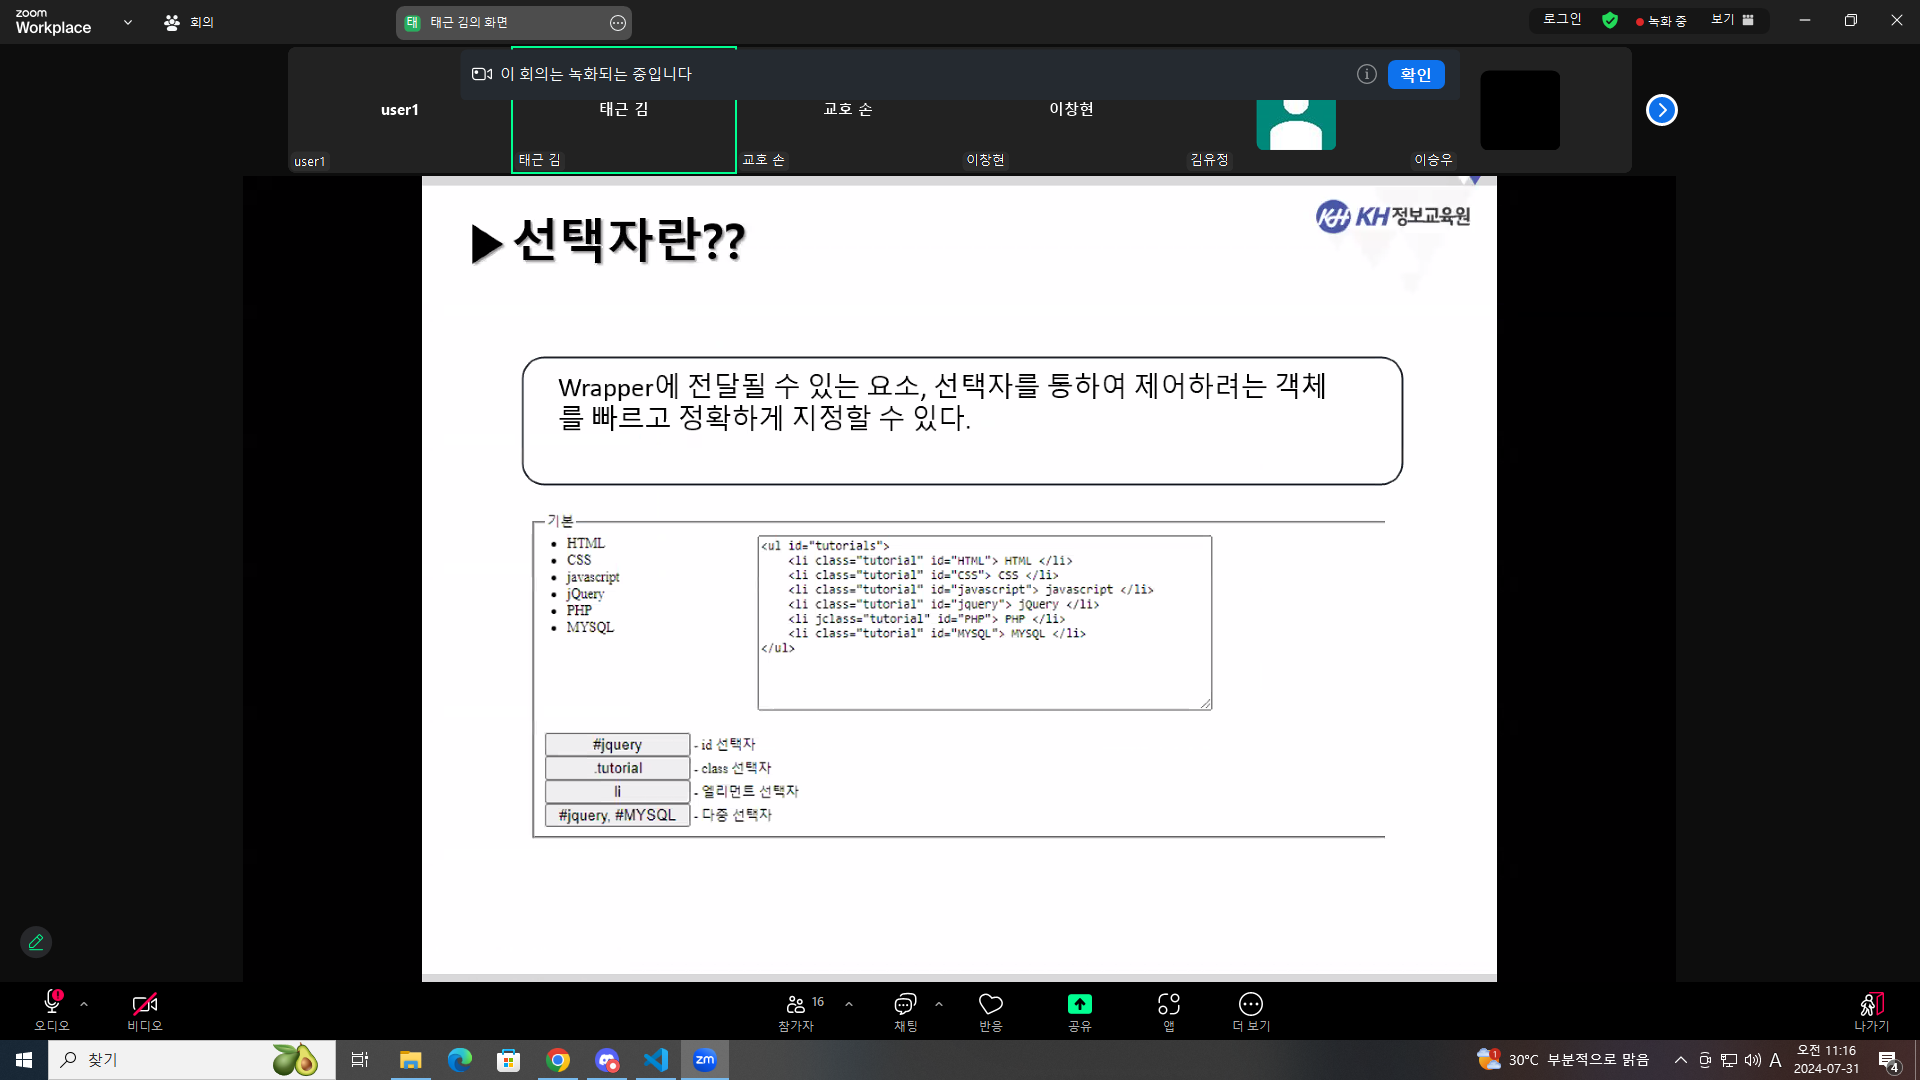 zoom
Workplace
회의
태 태근 김의 화면
로그인
녹화 중
보기
이 회의는 녹화되는 중입니다
확인
user1
태근 김
교호 손
이창현
user1
태근 김
교호 손
이창현
김유정
이승우
▶선택자란??
KH KH정보교육원
Wrapper에 전달될 수 있는 요소, 선택자를 통하여 제어하려는 객체
를 빠르고 정확하게 지정할 수 있다.
기본
• HTML
• CSS
• javascript
• jQuery
• PHP
• MYSQL
<ul id="tutorials">
<li class="tutorial" id="HTML"> HTML </li>
<li class="tutorial" id="CSS"> CSS </li>
<li class="tutorial" id="javascript"> javascript </li>
<li class="tutorial" id="jquery"> jQuery </li>
<li jclass="tutorial" id="PHP"> PHP </li>
<li class="tutorial" id="MYSQL"> MYSQL </li>
</ul>
#jquery - id 선택자
.tutorial - class 선택자
li - 엘리먼트 선택자
#jquery, #MYSQL - 다중 선택자
오디오
비디오
16
참가자
채팅
반응
공유
앱
더 보기
나가기
찾기
zm
1
30°C 부분적으로 맑음
A
오전 11:16
2024-07-31
4